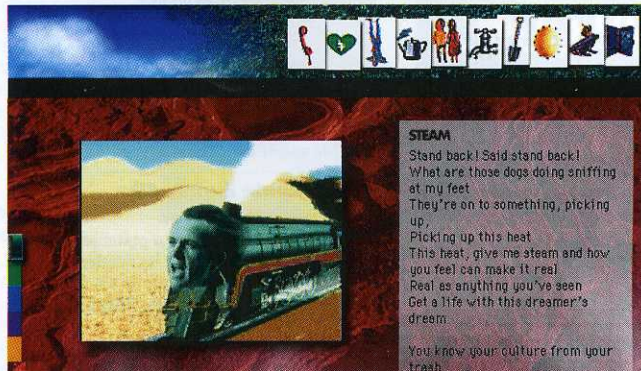 STEAM
Stand back! Said stand back!
What are those dogs doing sniffing
at my feet
They're on to something, picking
up,
Picking up this heat
This heat, give me steam and how
you feel can make it real
Real as anything you've seen
Get a life with this dreamer's
dream
You know your culture from your
trash